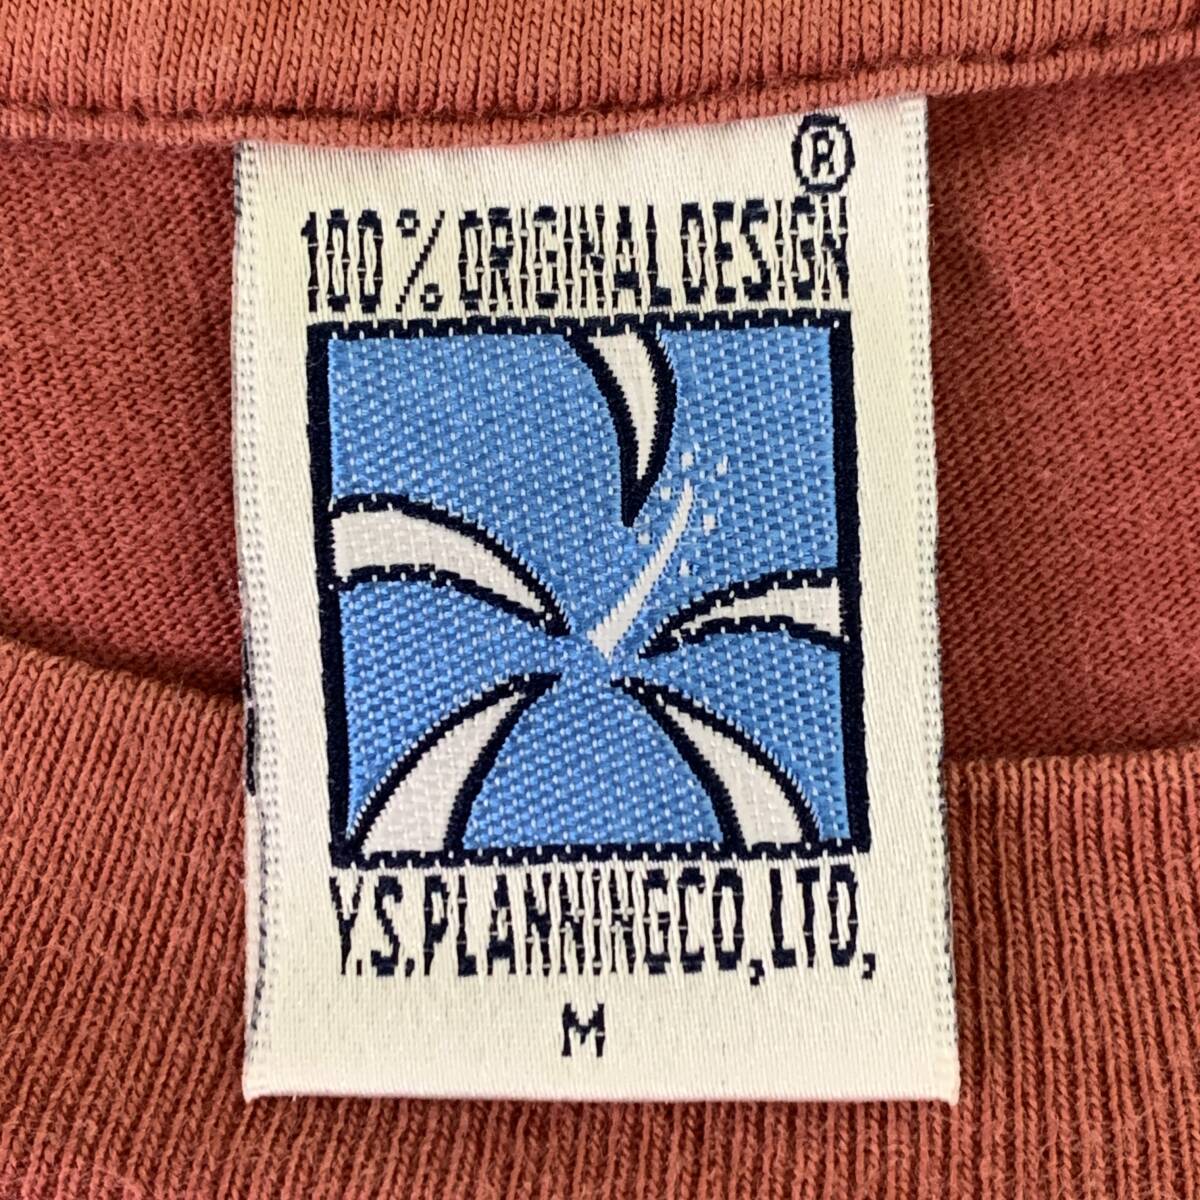 ®
100% ORIGINAL DESIGN
Y.S.PLANNINGCO,LTD,
M